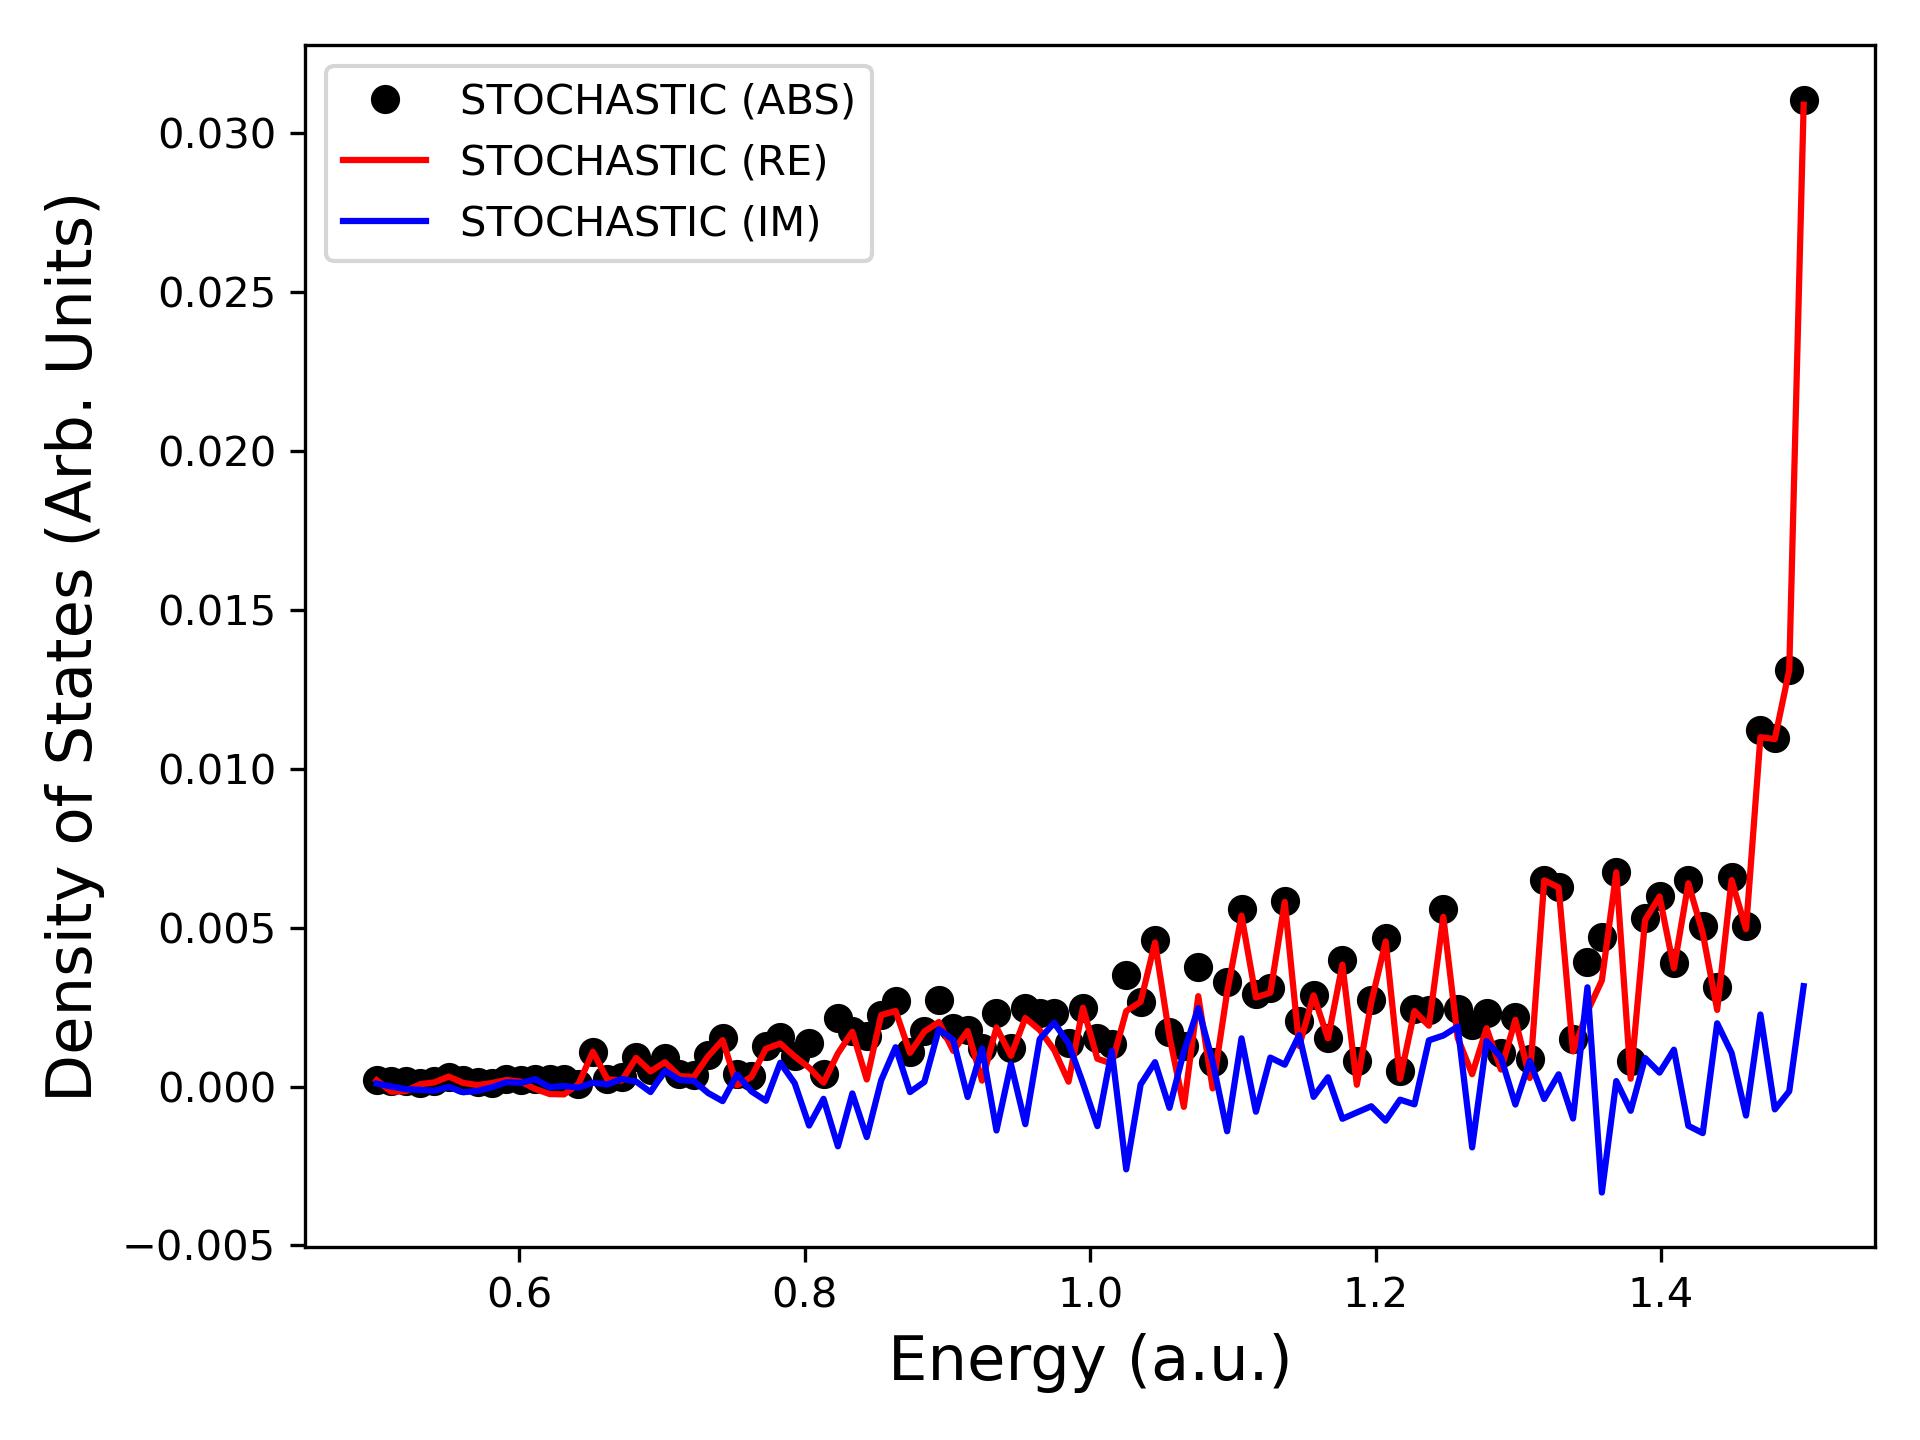 STOCHASTIC (ABS)
STOCHASTIC (RE)
STOCHASTIC (IM)
Density of States (Arb. Units)
0.030
0.025
0.020
0.015
0.010
0.005
0.000
−0.005
0.6 0.8 1.0 1.2 1.4
Energy (a.u.)